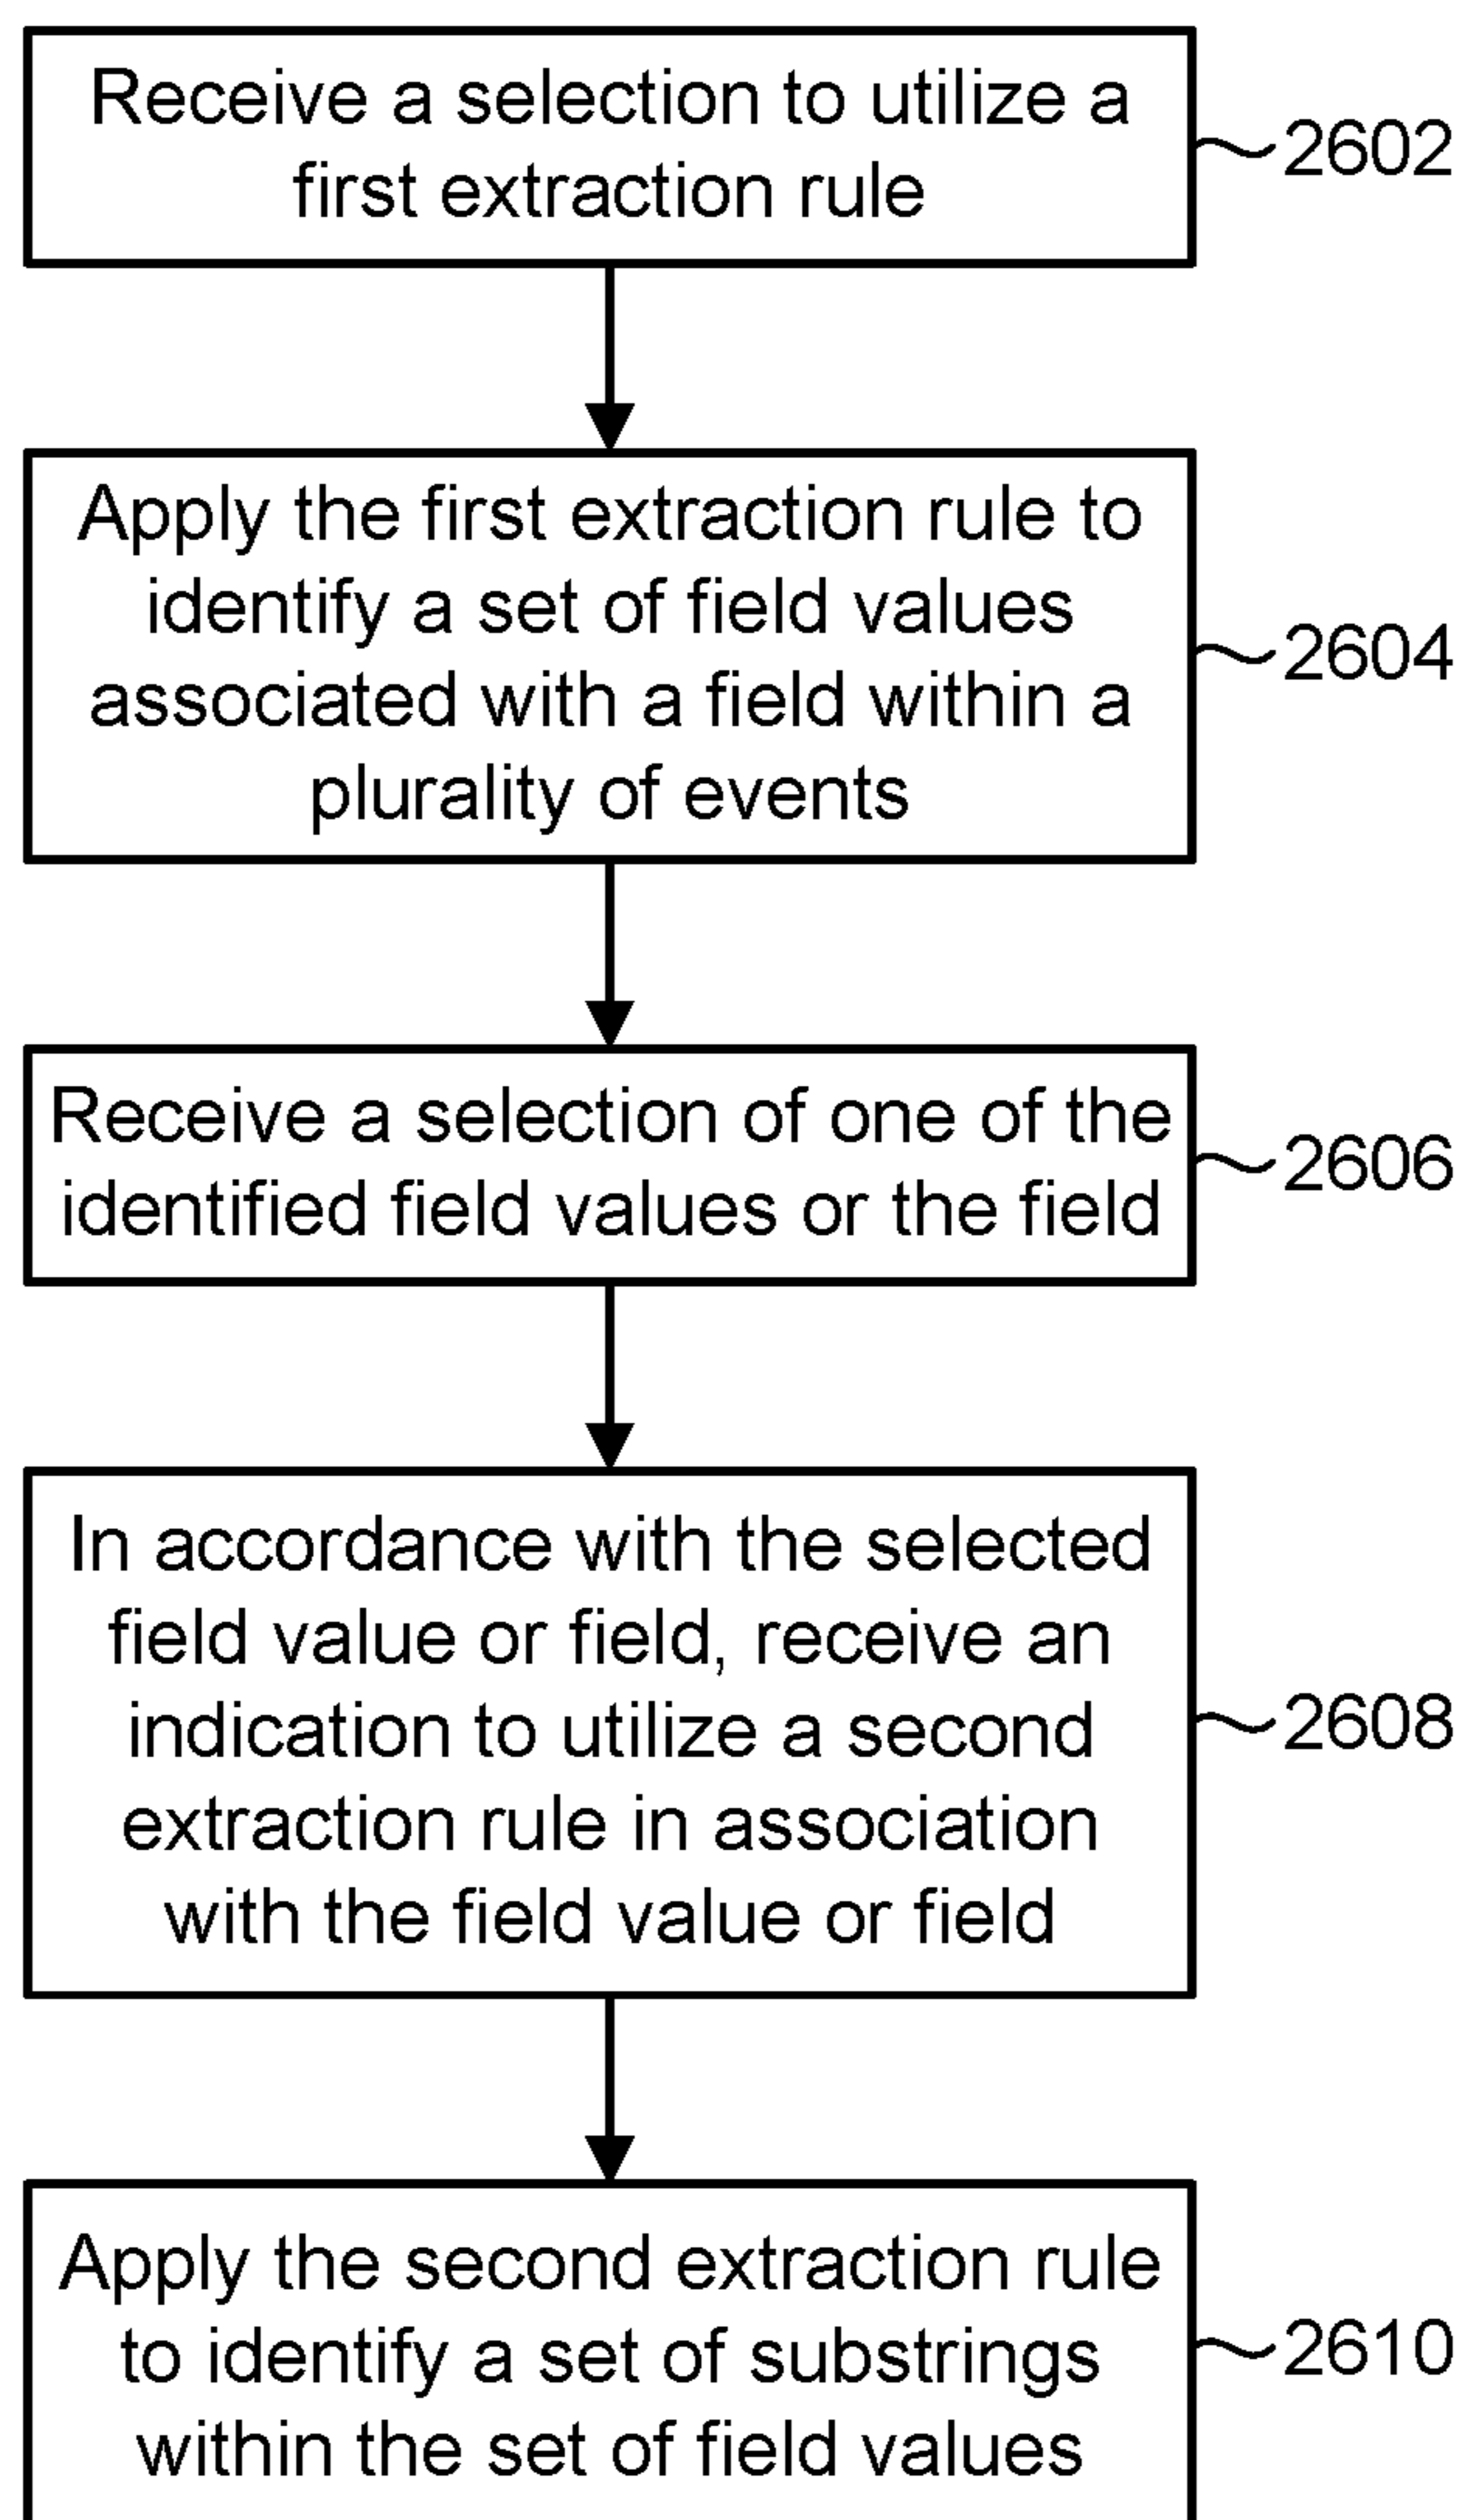 Receive a selection to utilize a
first extraction rule
2602
Apply the first extraction rule to
identify a set of field values
associated with a field within a
plurality of events
2604
Receive a selection of one of the
identified field values or the field
2606
In accordance with the selected
field value or field, receive an
indication to utilize a second
extraction rule in association
with the field value or field
2608
Apply the second extraction rule
to identify a set of substrings
within the set of field values
2610